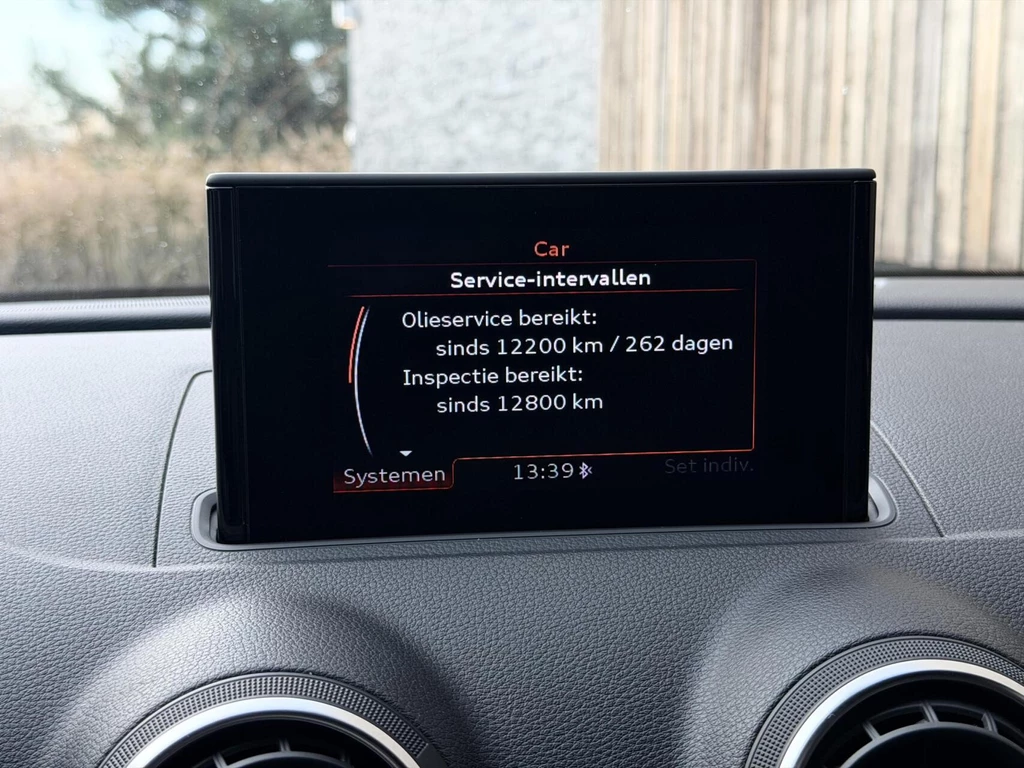 Car
Service-intervallen
Olieservice bereikt:
sinds 12200 km / 262 dagen
Inspectie bereikt:
sinds 12800 km
Systemen
13:39
Set indiv.